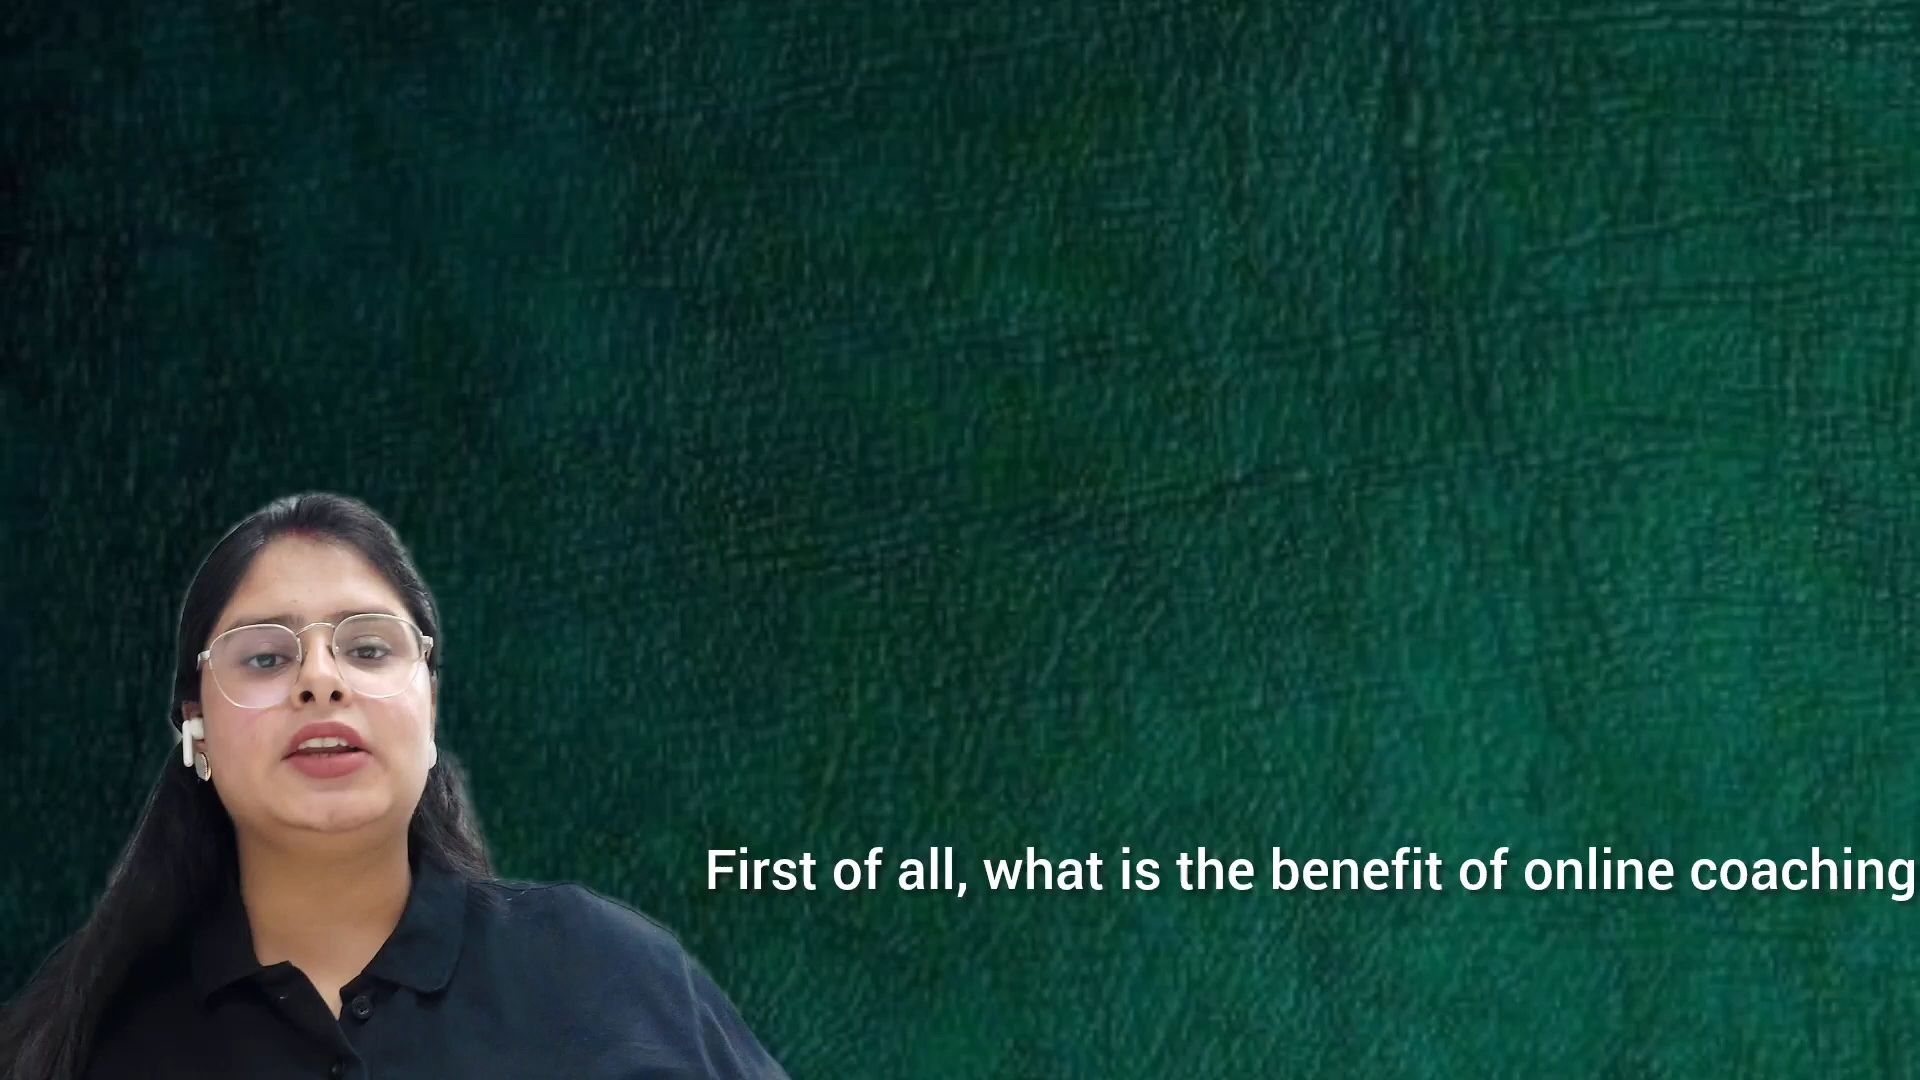 First of all, what is the benefit of online coaching